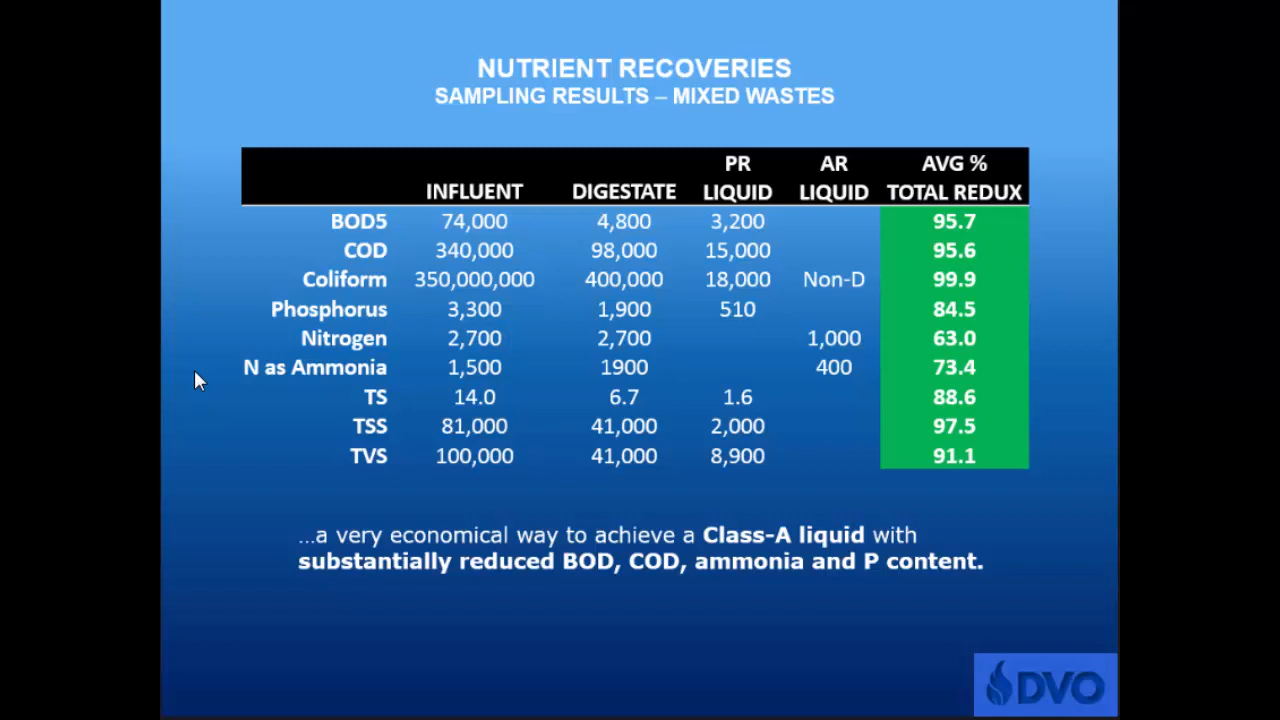 NUTRIENT RECOVERIES
SAMPLING RESULTS – MIXED WASTES
INFLUENT DIGESTATE PR LIQUID AR LIQUID AVG % TOTAL REDUX
BOD5 74,000 4,800 3,200 95.7
COD 340,000 98,000 15,000 95.6
Coliform 350,000,000 400,000 18,000 Non-D 99.9
Phosphorus 3,300 1,900 510 84.5
Nitrogen 2,700 2,700 1,000 63.0
N as Ammonia 1,500 1900 400 73.4
TS 14.0 6.7 1.6 88.6
TSS 81,000 41,000 2,000 97.5
TVS 100,000 41,000 8,900 91.1
...a very economical way to achieve a Class-A liquid with
substantially reduced BOD, COD, ammonia and P content.
DVO